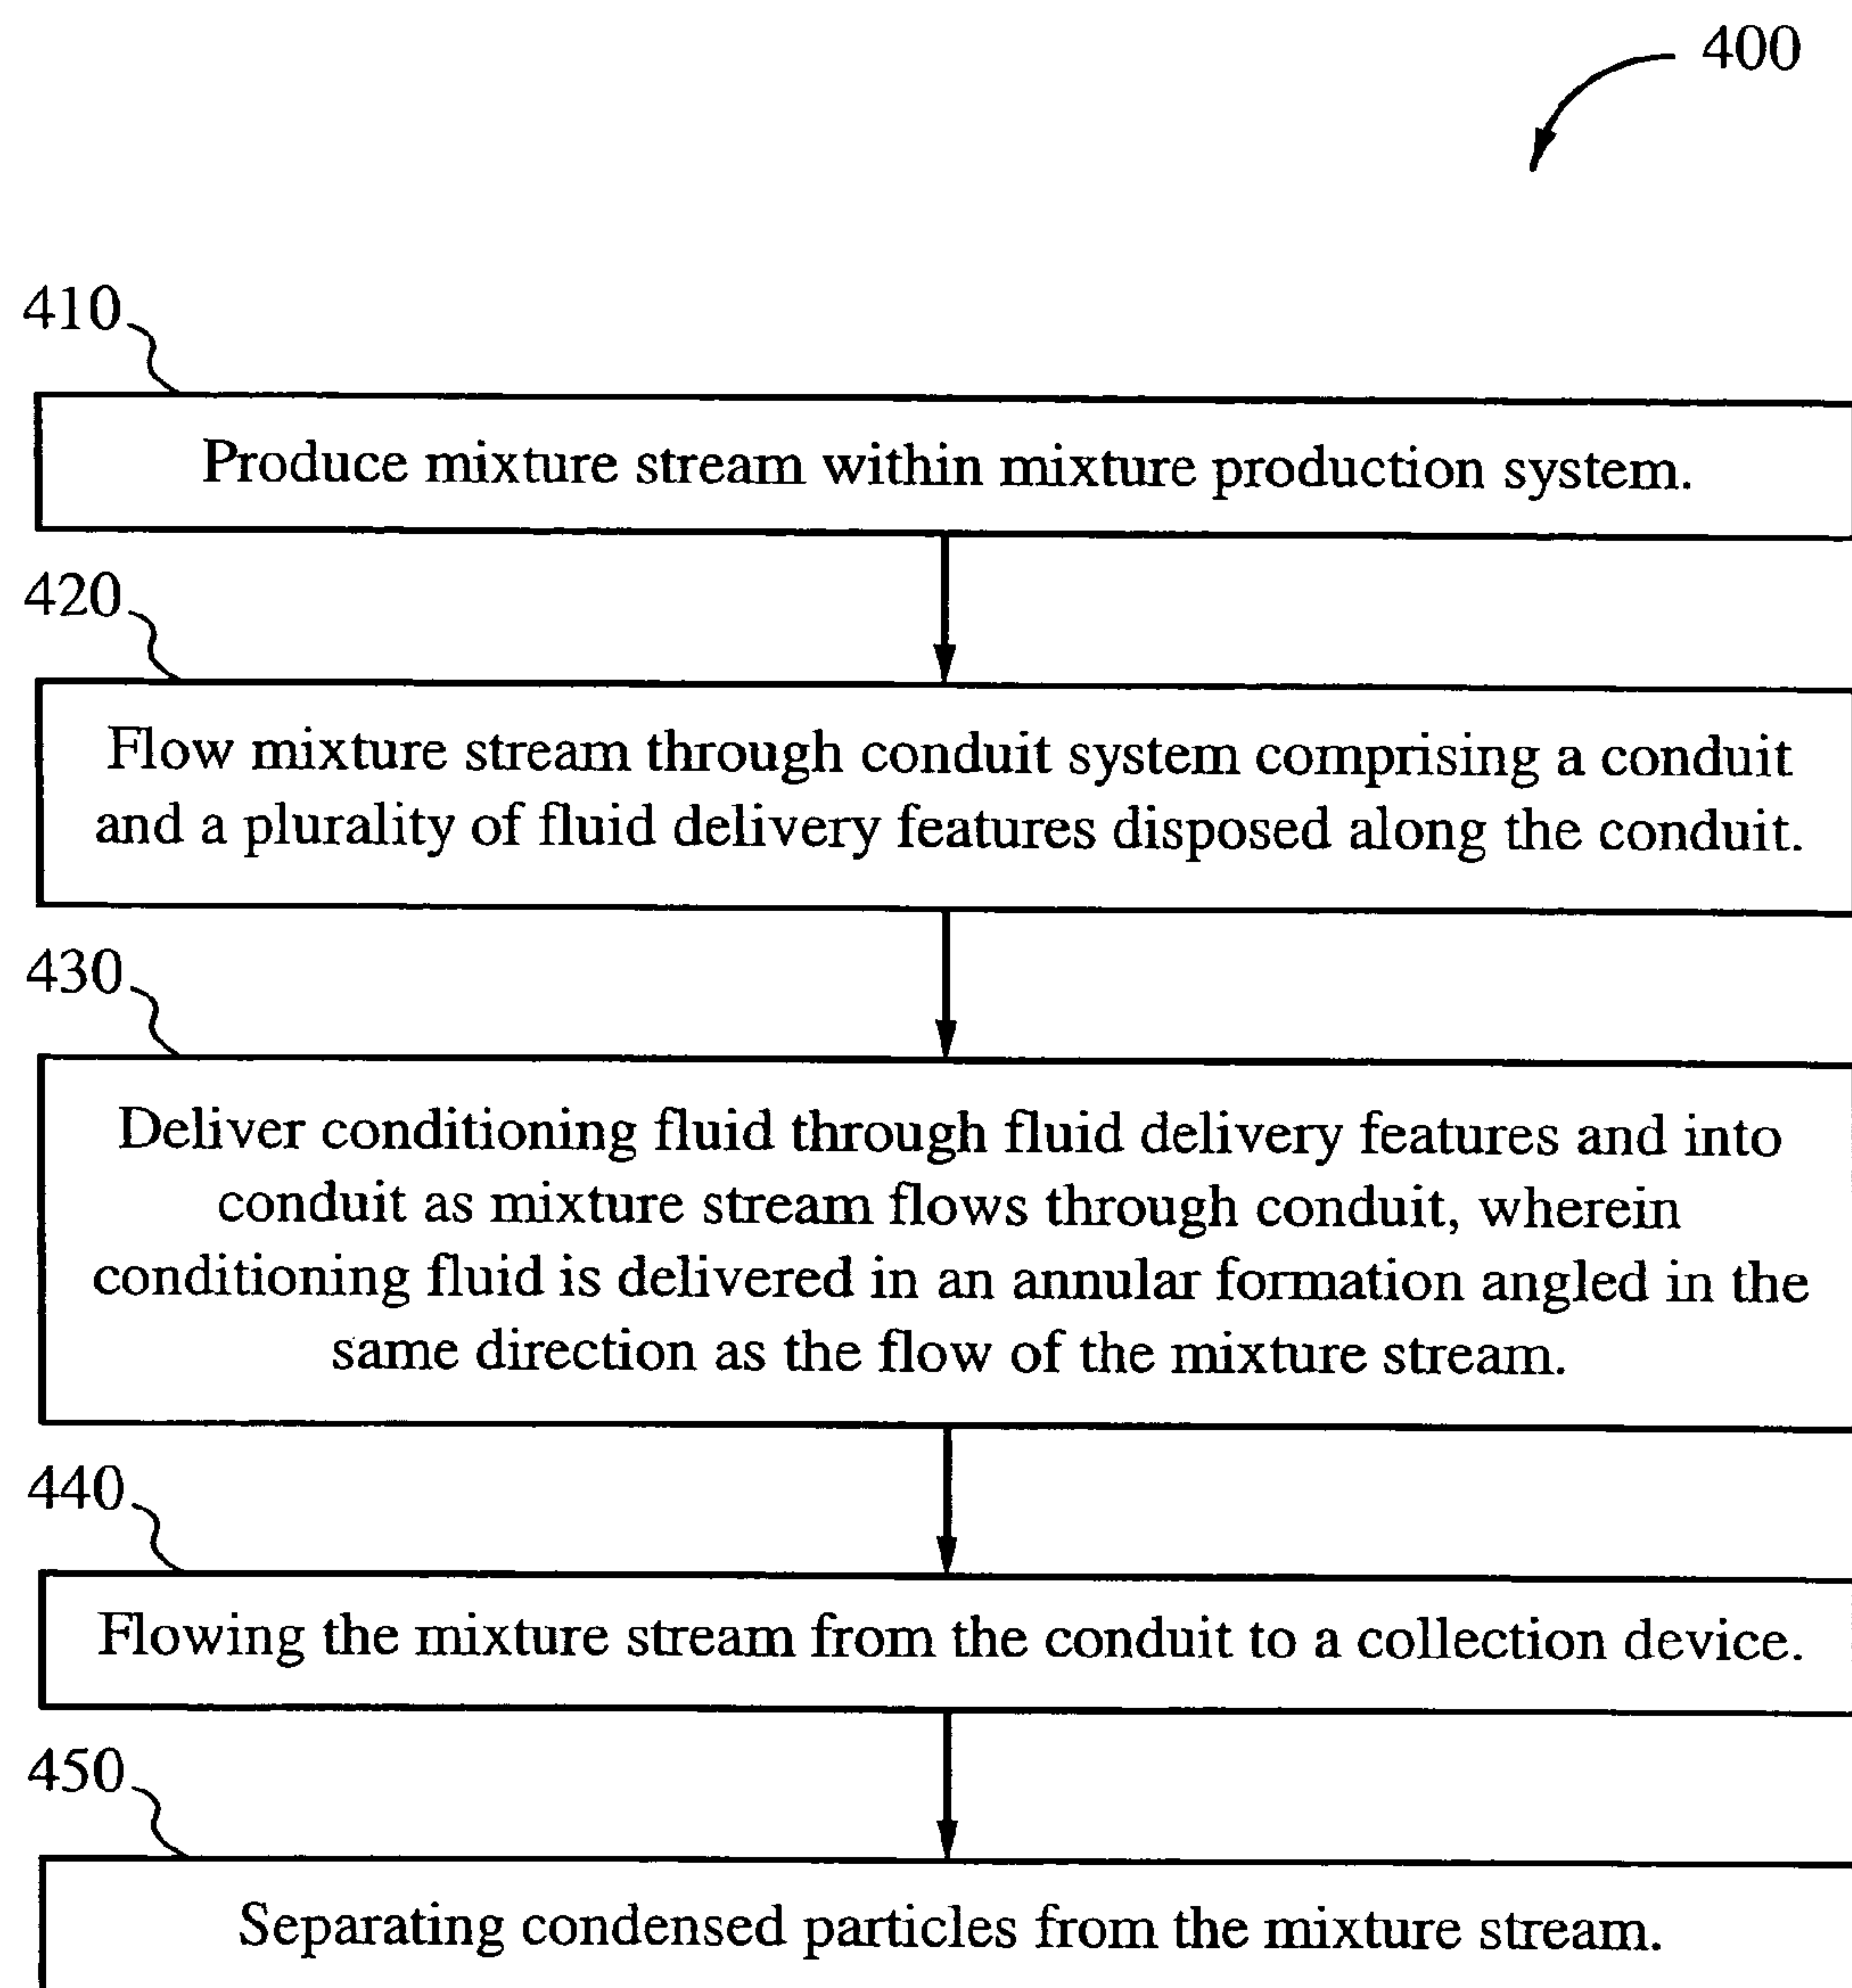 400
410
Produce mixture stream within mixture production system.
420
Flow mixture stream through conduit system comprising a conduit
and a plurality of fluid delivery features disposed along the conduit.
430
Deliver conditioning fluid through fluid delivery features and into
conduit as mixture stream flows through conduit, wherein
conditioning fluid is delivered in an annular formation angled in the
same direction as the flow of the mixture stream.
440
Flowing the mixture stream from the conduit to a collection device.
450
Separating condensed particles from the mixture stream.